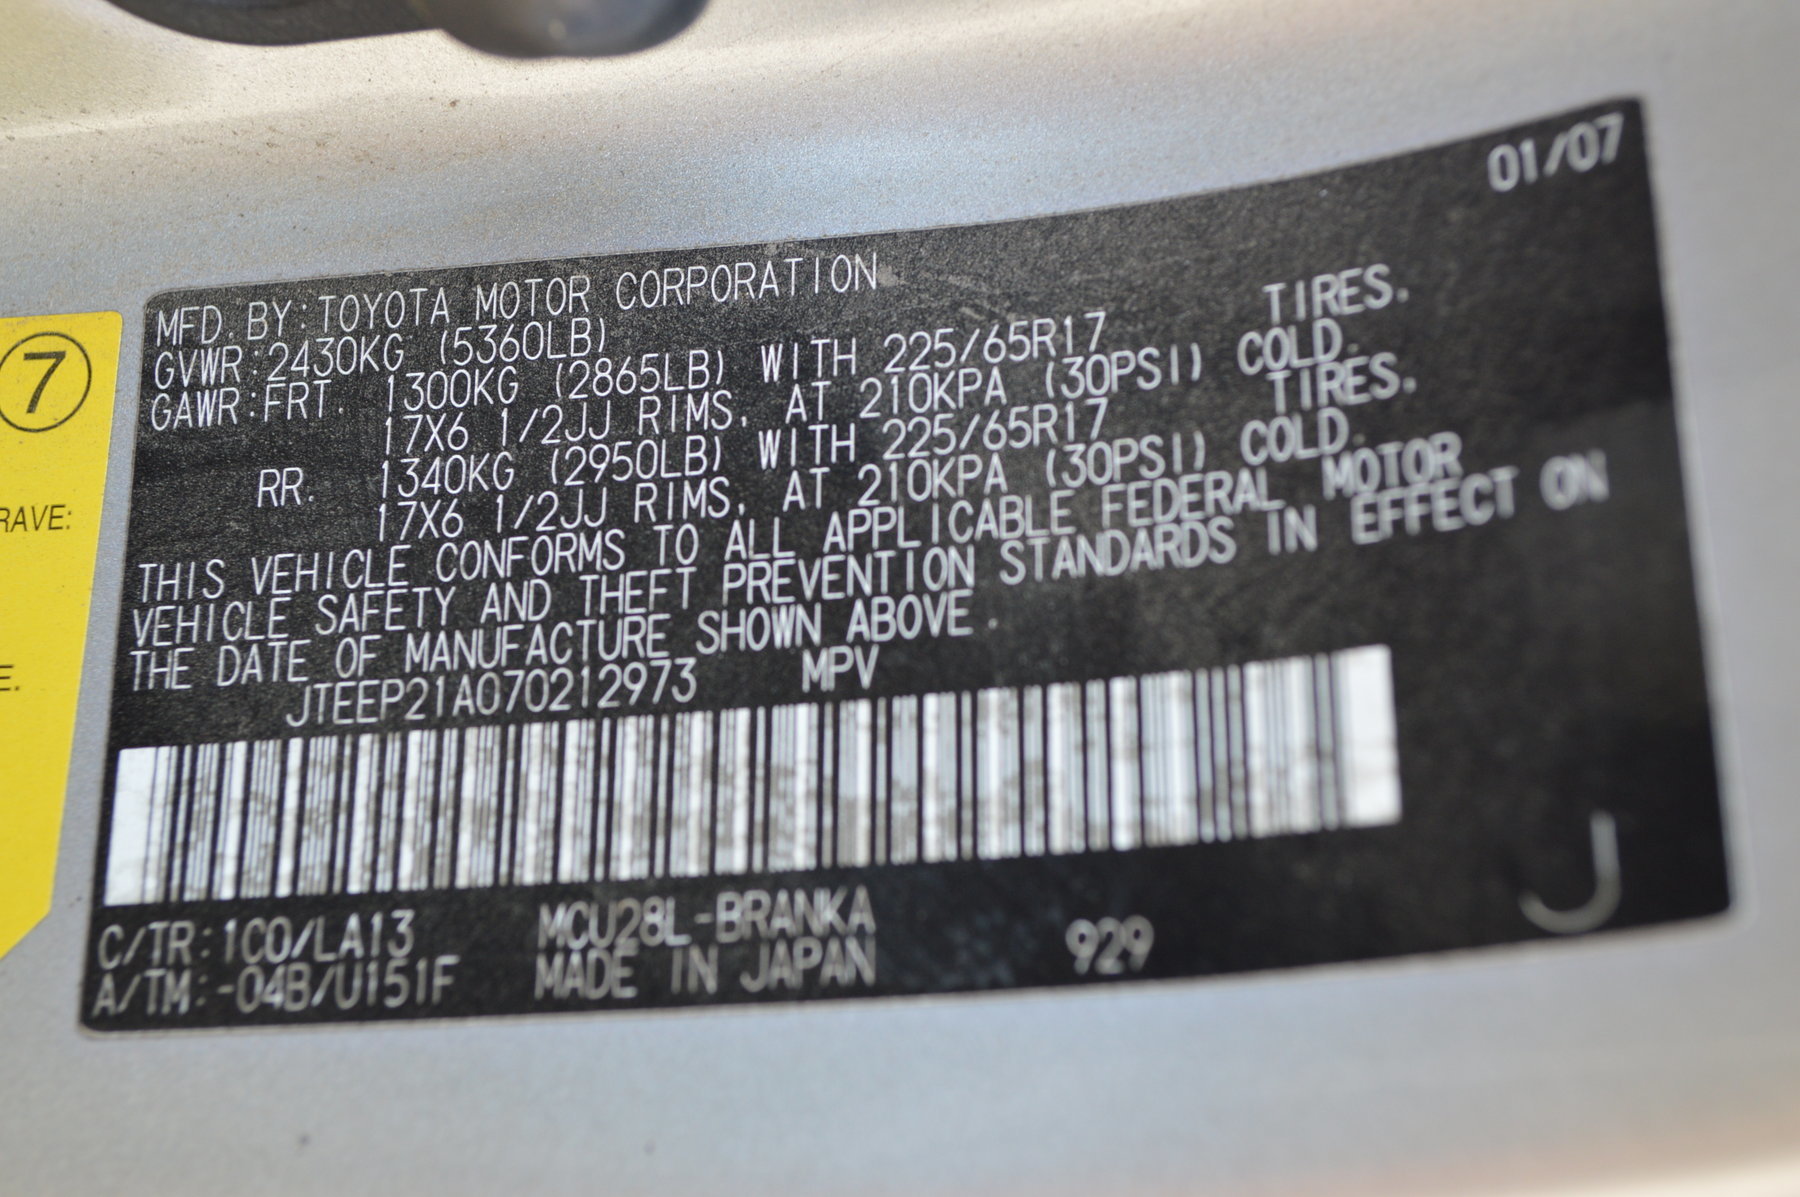 01/07
MFD. BY: TOYOTA MOTOR CORPORATION
GVWR: 2430KG (5360LB)
GAWR: FRT. 1300KG (2865LB) WITH 225/65R17 TIRES.
17X6 1/2JJ RIMS, AT 210KPA (30PSI) COLD.
RR. 1340KG (2950LB) WITH 225/65R17 TIRES.
17X6 1/2JJ RIMS, AT 210KPA (30PSI) COLD.
THIS VEHICLE CONFORMS TO ALL APPLICABLE FEDERAL MOTOR
VEHICLE SAFETY AND THEFT PREVENTION STANDARDS IN EFFECT ON
THE DATE OF MANUFACTURE SHOWN ABOVE.
JTEEP21A070212973 MPV
C/TR: 1C0/LA13 MCU28L-BRANKA
A/TM: -04B/U151F MADE IN JAPAN 929
J
7
RAVE:
E: